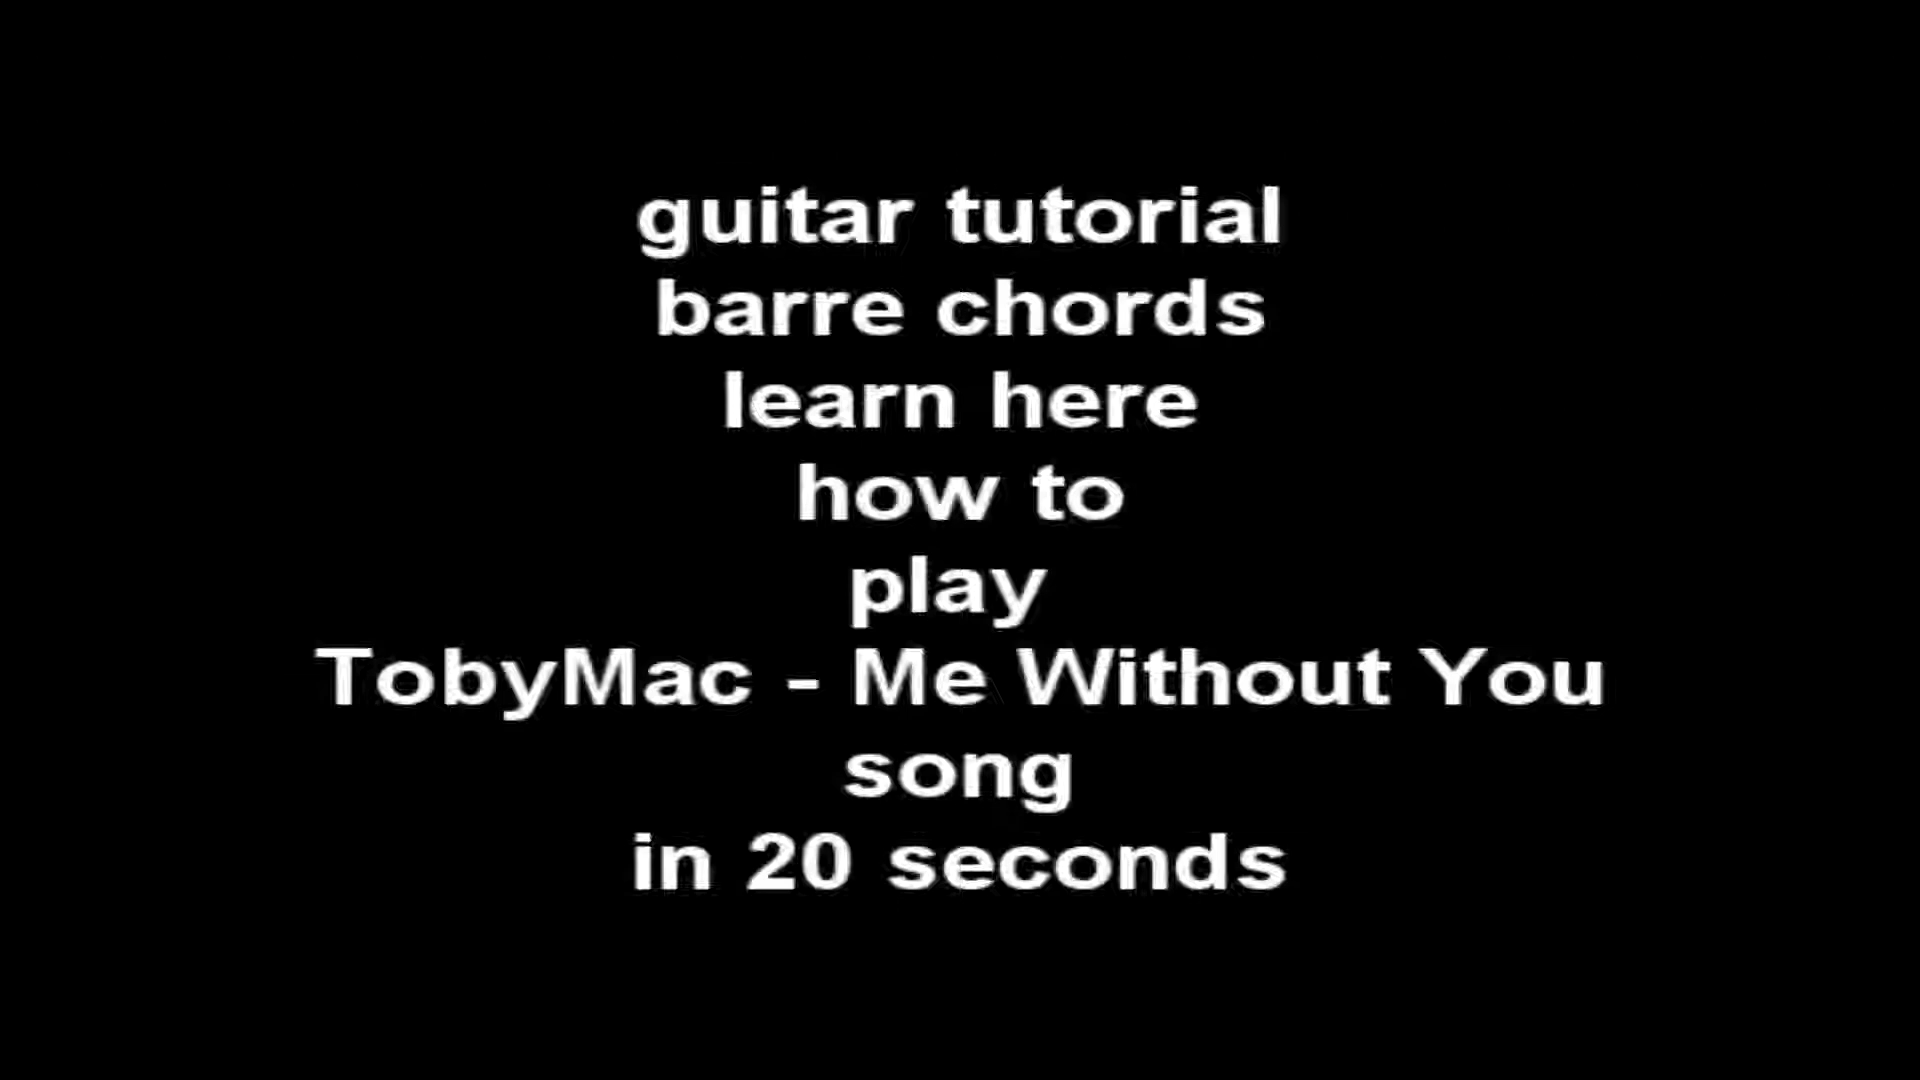 guitar tutorial
barre chords
learn here
how to
play
TobyMac - Me Without You
song
in 20 seconds